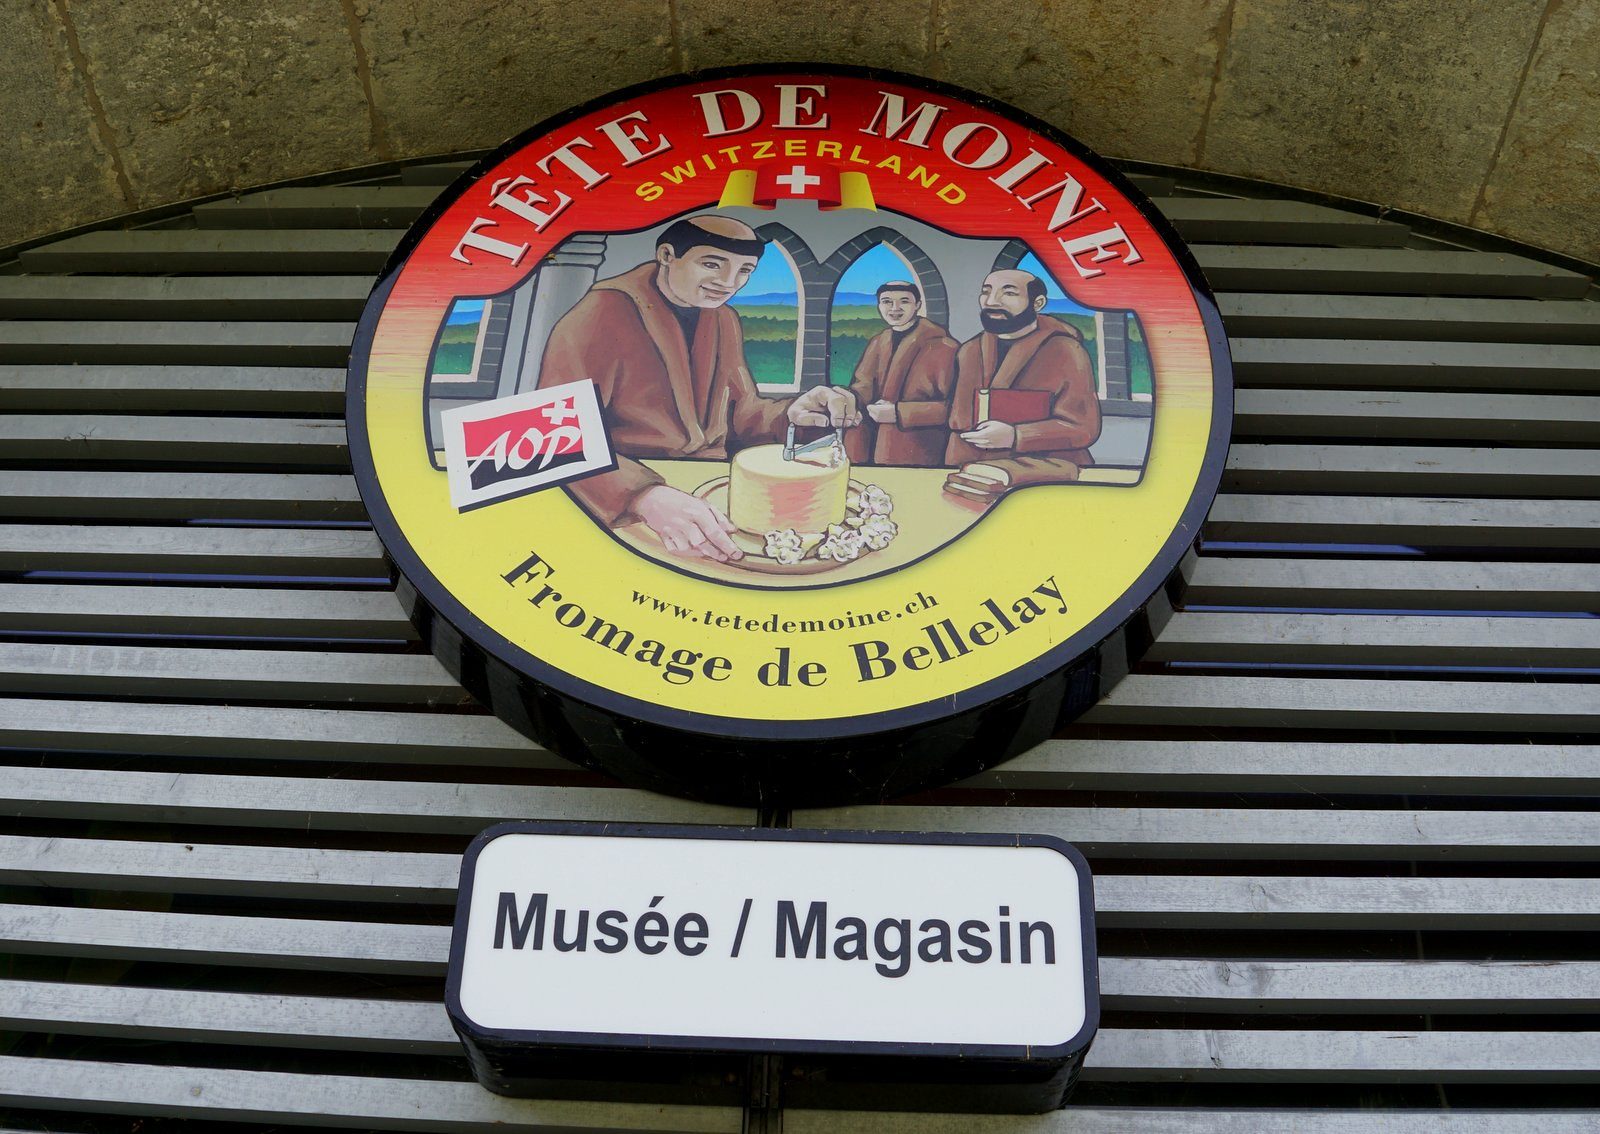 TÊTE DE MOINE
SWITZERLAND
AOP
www.tetedemoine.ch
Fromage de Bellelay
Musée / Magasin